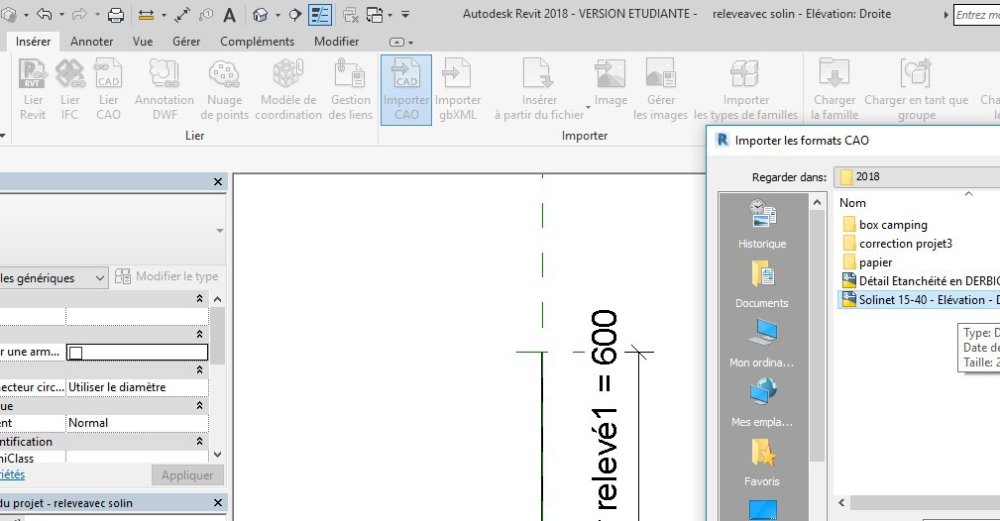 Autodesk Revit 2018 - VERSION ETUDIANTE -    releveavec solin - Elévation: Droite
Entrez
Insérer Annoter Vue Gérer Compléments Modifier
Lier Revit
Lier IFC
Lier CAO
Annotation DWF
Nuage de points
Modèle de coordination
Gestion des liens
Importer CAO
Importer gbXML
Insérer à partir du fichier
Image
Gérer les images
Importer les types de familles
Charger la famille
Charger en tant que groupe
Lier
Importer
Importer les formats CAO
Regarder dans: 2018
Nom
box camping
correction projet3
papier
Détail Etanchéité en DERBIG
Solinet 15-40 - Elévation - D
Type: D
Date de
Taille: 2
Historique
Documents
Mon ordina...
Mes empla...
Favoris
les génériques
Modifier le type
r une arm...
ecteur circ... Utiliser le diamètre
ue
ent Normal
ntification
niClass
riétés
Appliquer
du projet - releveavec solin
relevé1 = 600